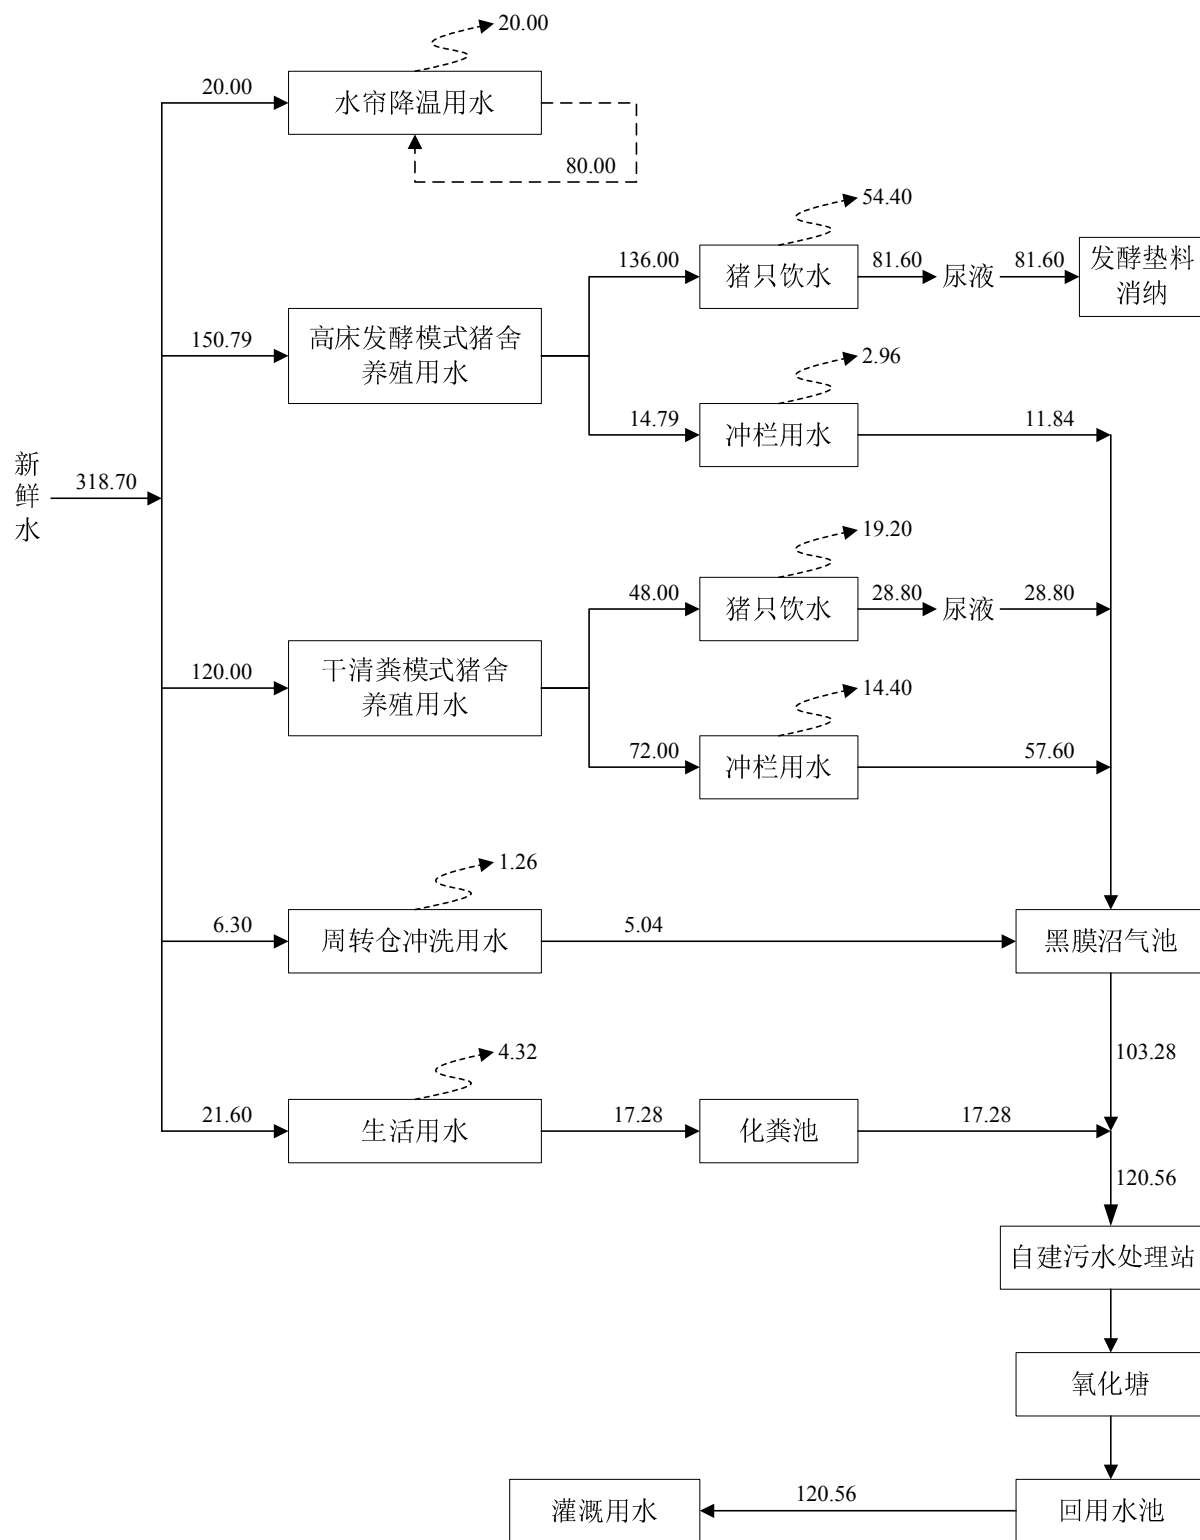 20.00
20.00
水帘降温用水
80.00
54.40
136.00
猪只饮水
81.60
尿液
81.60
发酵垫料
消纳
150.79
高床发酵模式猪舍
养殖用水
2.96
14.79
冲栏用水
11.84
新
鲜
水
318.70
19.20
48.00
猪只饮水
28.80
尿液
28.80
120.00
干清粪模式猪舍
养殖用水
14.40
72.00
冲栏用水
57.60
1.26
6.30
周转仓冲洗用水
5.04
黑膜沼气池
103.28
4.32
21.60
生活用水
17.28
化粪池
17.28
120.56
自建污水处理站
氧化塘
灌溉用水
120.56
回用水池